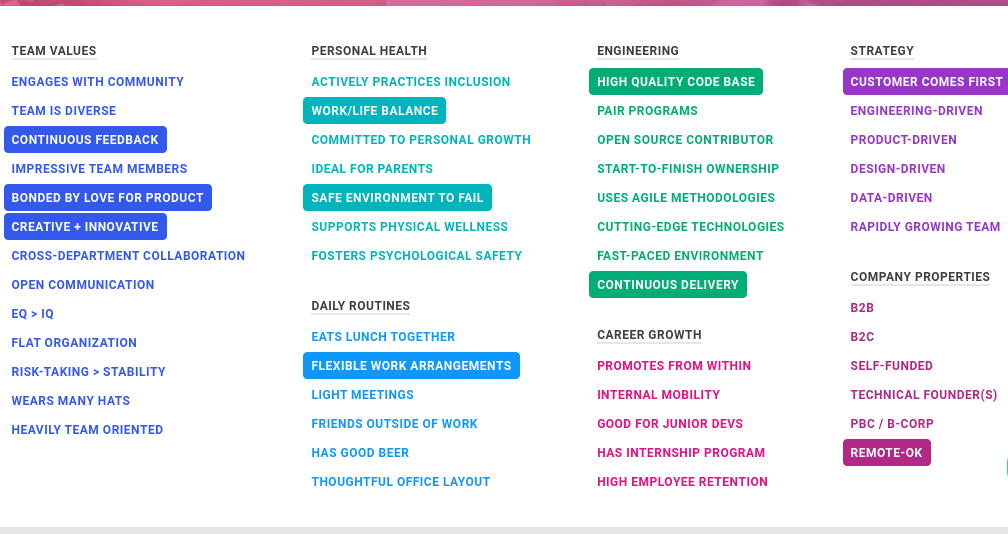 TEAM VALUES
ENGAGES WITH COMMUNITY
TEAM IS DIVERSE
CONTINUOUS FEEDBACK
IMPRESSIVE TEAM MEMBERS
BONDED BY LOVE FOR PRODUCT
CREATIVE + INNOVATIVE
CROSS-DEPARTMENT COLLABORATION
OPEN COMMUNICATION
EQ > IQ
FLAT ORGANIZATION
RISK-TAKING > STABILITY
WEARS MANY HATS
HEAVILY TEAM ORIENTED
PERSONAL HEALTH
ACTIVELY PRACTICES INCLUSION
WORK/LIFE BALANCE
COMMITTED TO PERSONAL GROWTH
IDEAL FOR PARENTS
SAFE ENVIRONMENT TO FAIL
SUPPORTS PHYSICAL WELLNESS
FOSTERS PSYCHOLOGICAL SAFETY
DAILY ROUTINES
EATS LUNCH TOGETHER
FLEXIBLE WORK ARRANGEMENTS
LIGHT MEETINGS
FRIENDS OUTSIDE OF WORK
HAS GOOD BEER
THOUGHTFUL OFFICE LAYOUT
ENGINEERING
HIGH QUALITY CODE BASE
PAIR PROGRAMS
OPEN SOURCE CONTRIBUTOR
START-TO-FINISH OWNERSHIP
USES AGILE METHODOLOGIES
CUTTING-EDGE TECHNOLOGIES
FAST-PACED ENVIRONMENT
CONTINUOUS DELIVERY
CAREER GROWTH
PROMOTES FROM WITHIN
INTERNAL MOBILITY
GOOD FOR JUNIOR DEVS
HAS INTERNSHIP PROGRAM
HIGH EMPLOYEE RETENTION
STRATEGY
CUSTOMER COMES FIRST
ENGINEERING-DRIVEN
PRODUCT-DRIVEN
DESIGN-DRIVEN
DATA-DRIVEN
RAPIDLY GROWING TEAM
COMPANY PROPERTIES
B2B
B2C
SELF-FUNDED
TECHNICAL FOUNDER(S)
PBC / B-CORP
REMOTE-OK